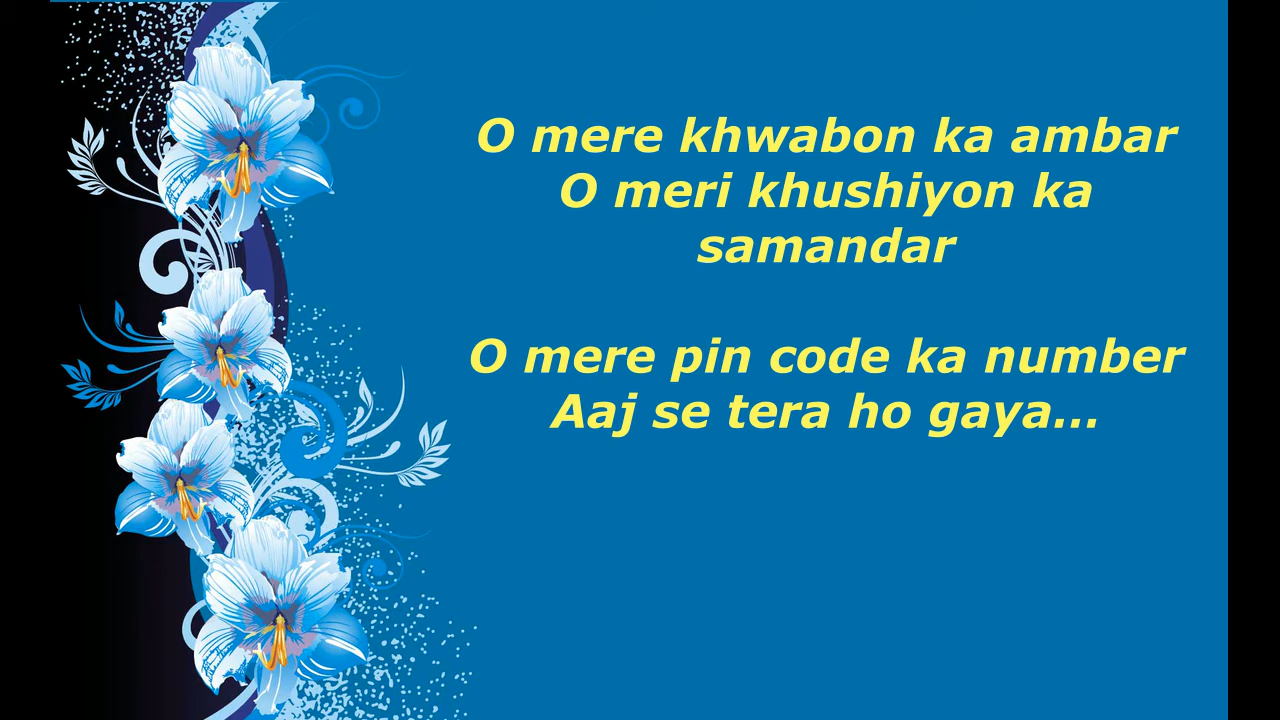 O mere khwabon ka ambar
O meri khushiyon ka
samandar
O mere pin code ka number
Aaj se tera ho gaya...